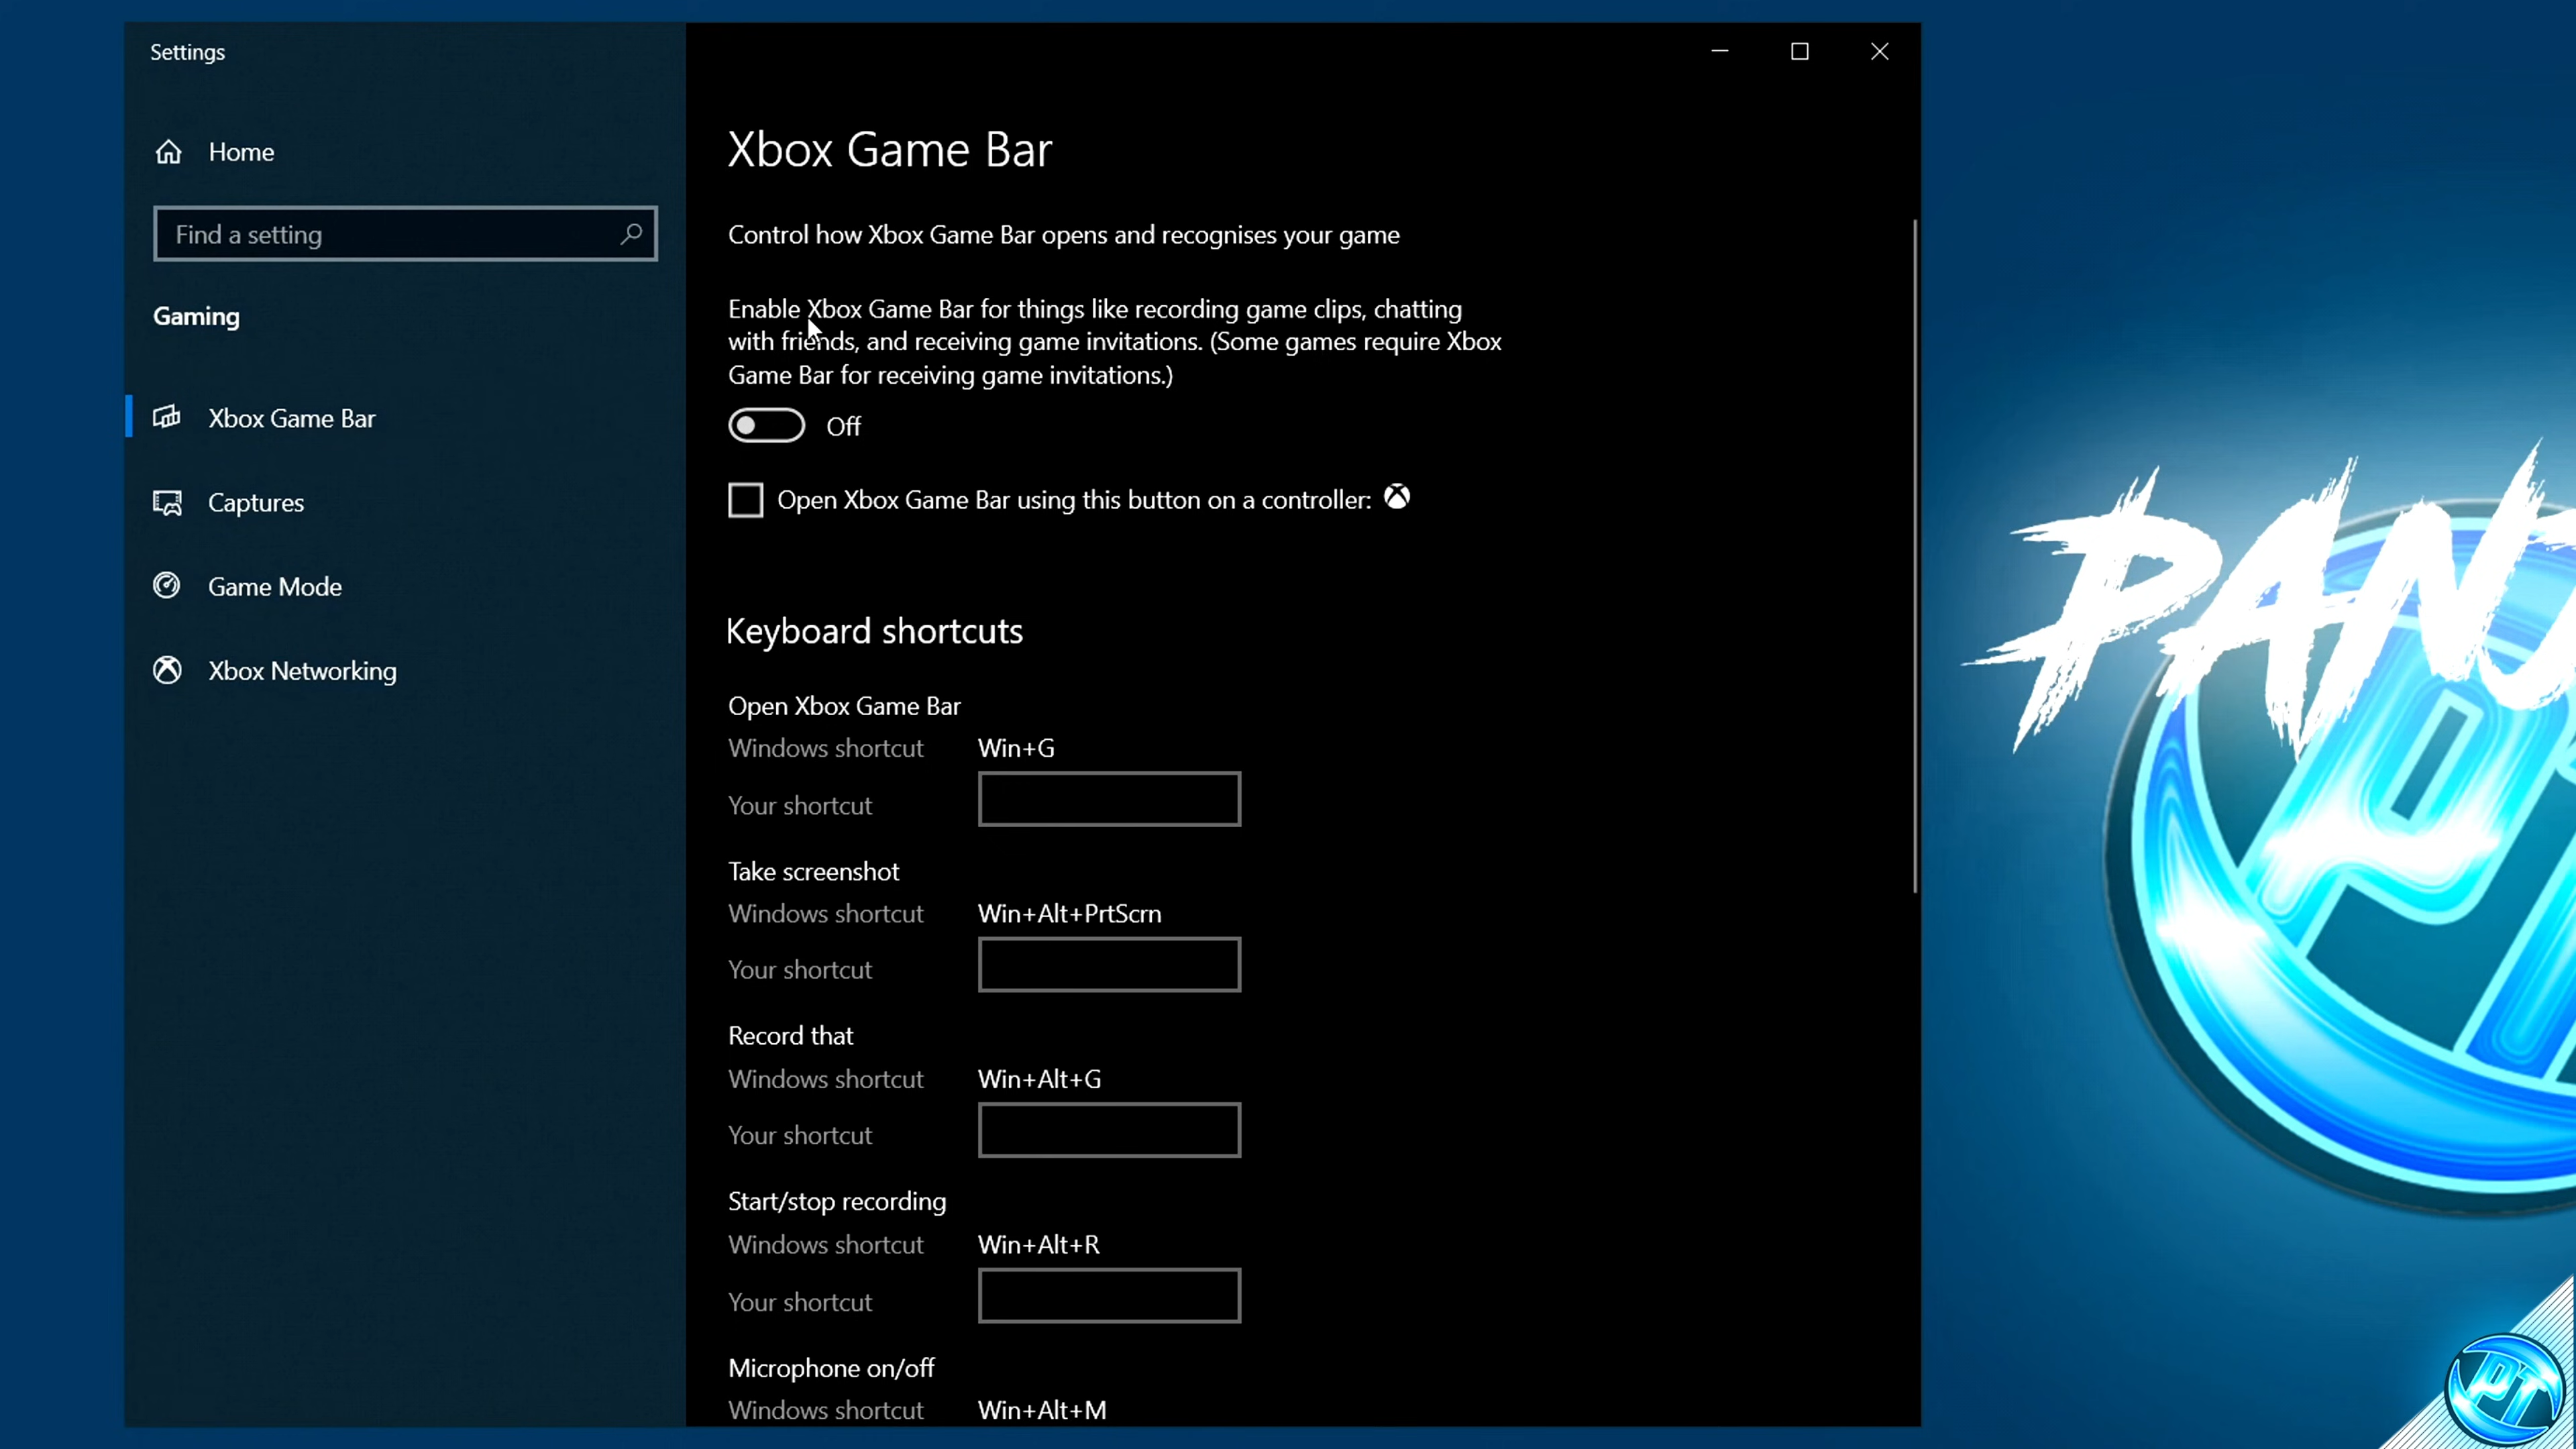 Settings
Home
Find a setting
Gaming
Xbox Game Bar
Captures
Game Mode
Xbox Networking
Xbox Game Bar
Control how Xbox Game Bar opens and recognises your game
Enable Xbox Game Bar for things like recording game clips, chatting
with friends, and receiving game invitations. (Some games require Xbox
Game Bar for receiving game invitations.)
Off
Open Xbox Game Bar using this button on a controller:
Keyboard shortcuts
Open Xbox Game Bar
Windows shortcut Win+G
Your shortcut
Take screenshot
Windows shortcut Win+Alt+PrtScrn
Your shortcut
Record that
Windows shortcut Win+Alt+G
Your shortcut
Start/stop recording
Windows shortcut Win+Alt+R
Your shortcut
Microphone on/off
Windows shortcut Win+Alt+M
PAN
PT
PT